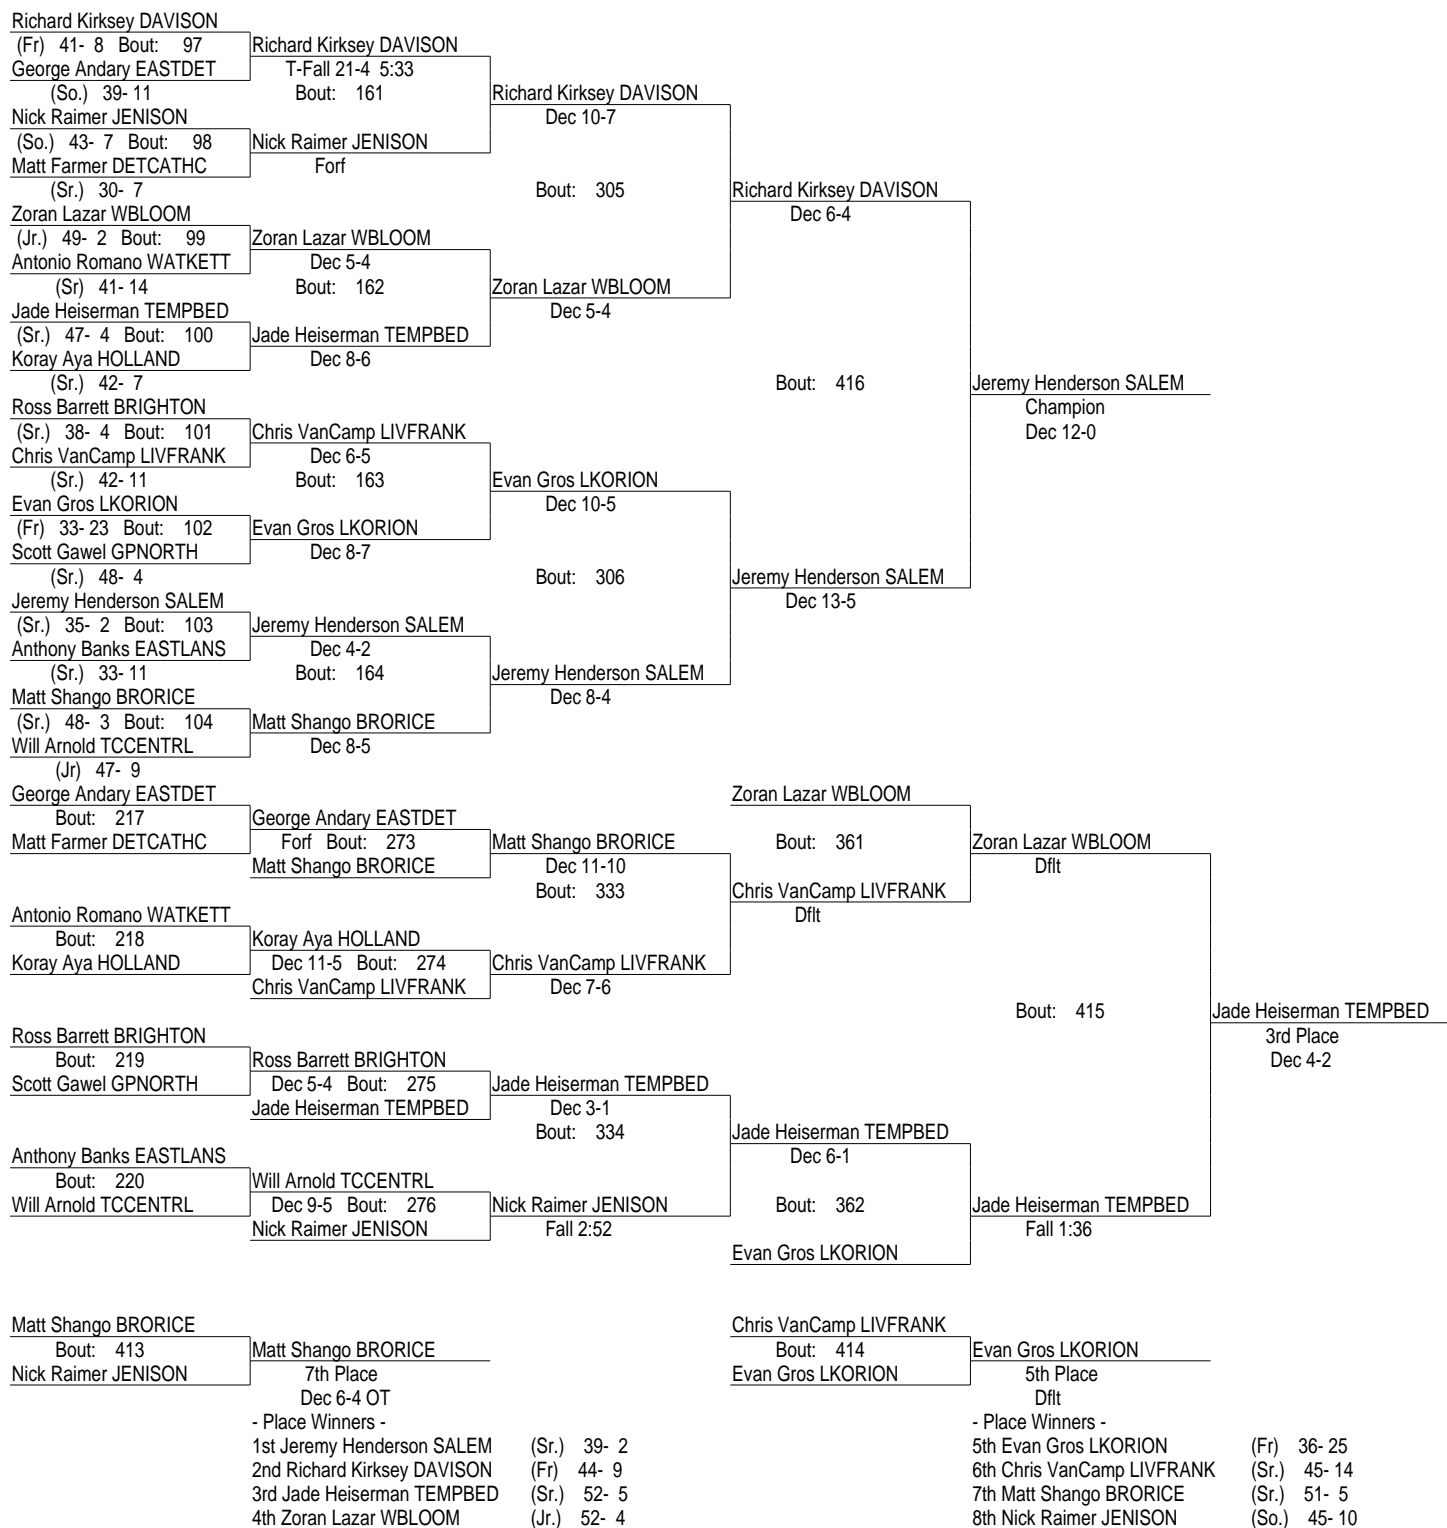 Richard Kirksey DAVISON
(Fr) 41- 8 Bout: 97 Richard Kirksey DAVISON
George Andary EASTDET T-Fall 21-4 5:33
(So.) 39- 11 Bout: 161 Richard Kirksey DAVISON
Nick Raimer JENISON Dec 10-7
(So.) 43- 7 Bout: 98 Nick Raimer JENISON
Matt Farmer DETCATHC Forf
(Sr.) 30- 7 Bout: 305 Richard Kirksey DAVISON
Zoran Lazar WBLOOM Dec 6-4
(Jr.) 49- 2 Bout: 99 Zoran Lazar WBLOOM
Antonio Romano WATKETT Dec 5-4
(Sr) 41- 14 Bout: 162 Zoran Lazar WBLOOM
Jade Heiserman TEMPBED Dec 5-4
(Sr.) 47- 4 Bout: 100 Jade Heiserman TEMPBED
Koray Aya HOLLAND Dec 8-6
(Sr.) 42- 7 Bout: 416 Jeremy Henderson SALEM
Ross Barrett BRIGHTON Champion
(Sr.) 38- 4 Bout: 101 Chris VanCamp LIVFRANK Dec 12-0
Chris VanCamp LIVFRANK Dec 6-5
(Sr.) 42- 11 Bout: 163 Evan Gros LKORION
Evan Gros LKORION Dec 10-5
(Fr) 33- 23 Bout: 102 Evan Gros LKORION
Scott Gawel GPNORTH Dec 8-7
(Sr.) 48- 4 Bout: 306 Jeremy Henderson SALEM
Jeremy Henderson SALEM Dec 13-5
(Sr.) 35- 2 Bout: 103 Jeremy Henderson SALEM
Anthony Banks EASTLANS Dec 4-2
(Sr.) 33- 11 Bout: 164 Jeremy Henderson SALEM
Matt Shango BRORICE Dec 8-4
(Sr.) 48- 3 Bout: 104 Matt Shango BRORICE
Will Arnold TCCENTRL Dec 8-5
(Jr) 47- 9
George Andary EASTDET Zoran Lazar WBLOOM
Bout: 217 George Andary EASTDET
Matt Farmer DETCATHC Forf Bout: 273 Matt Shango BRORICE Bout: 361 Zoran Lazar WBLOOM
Matt Shango BRORICE Dec 11-10 Dflt
Bout: 333 Chris VanCamp LIVFRANK
Antonio Romano WATKETT Dflt
Bout: 218 Koray Aya HOLLAND
Koray Aya HOLLAND Dec 11-5 Bout: 274 Chris VanCamp LIVFRANK
Chris VanCamp LIVFRANK Dec 7-6
Bout: 415 Jade Heiserman TEMPBED
Ross Barrett BRIGHTON 3rd Place
Bout: 219 Ross Barrett BRIGHTON Dec 4-2
Scott Gawel GPNORTH Dec 5-4 Bout: 275 Jade Heiserman TEMPBED
Jade Heiserman TEMPBED Dec 3-1
Bout: 334 Jade Heiserman TEMPBED
Anthony Banks EASTLANS Dec 6-1
Bout: 220 Will Arnold TCCENTRL
Will Arnold TCCENTRL Dec 9-5 Bout: 276 Nick Raimer JENISON Bout: 362 Jade Heiserman TEMPBED
Nick Raimer JENISON Fall 2:52 Fall 1:36
Evan Gros LKORION
Matt Shango BRORICE Chris VanCamp LIVFRANK
Bout: 413 Matt Shango BRORICE Bout: 414 Evan Gros LKORION
Nick Raimer JENISON 7th Place Evan Gros LKORION 5th Place
Dec 6-4 OT Dflt
- Place Winners - - Place Winners -
1st Jeremy Henderson SALEM (Sr.) 39- 2 5th Evan Gros LKORION (Fr) 36- 25
2nd Richard Kirksey DAVISON (Fr) 44- 9 6th Chris VanCamp LIVFRANK (Sr.) 45- 14
3rd Jade Heiserman TEMPBED (Sr.) 52- 5 7th Matt Shango BRORICE (Sr.) 51- 5
4th Zoran Lazar WBLOOM (Jr.) 52- 4 8th Nick Raimer JENISON (So.) 45- 10